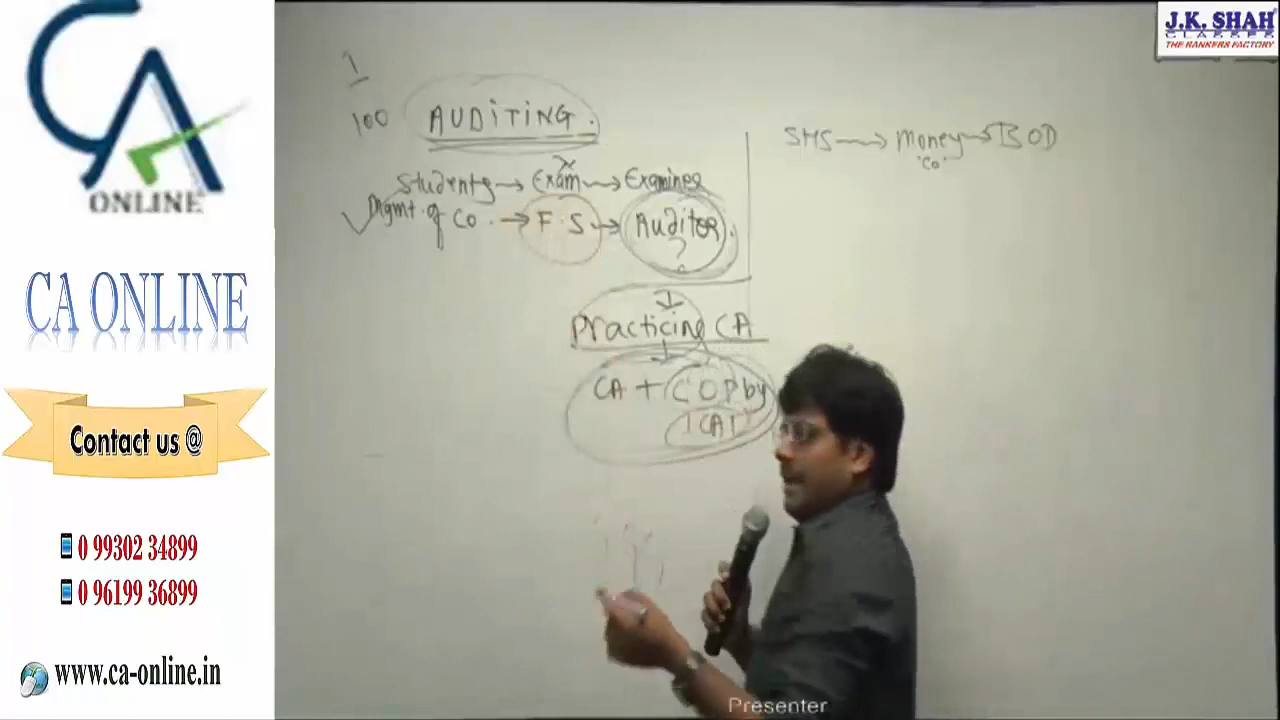 CA
ONLINE
CA ONLINE
Contact us @
0 99302 34899
0 96199 36899
www.ca-online.in
J.K. SHAH
CLASSES
THE RANKERS FACTORY
1
100 AUDITING.
Students → Exam → Examiner
✓ Mgmt. of Co. → F.S → Auditor.
?
SHS → Money → BOD
'Co'
Practicing CA
CA + COP by
ICAI
Presenter